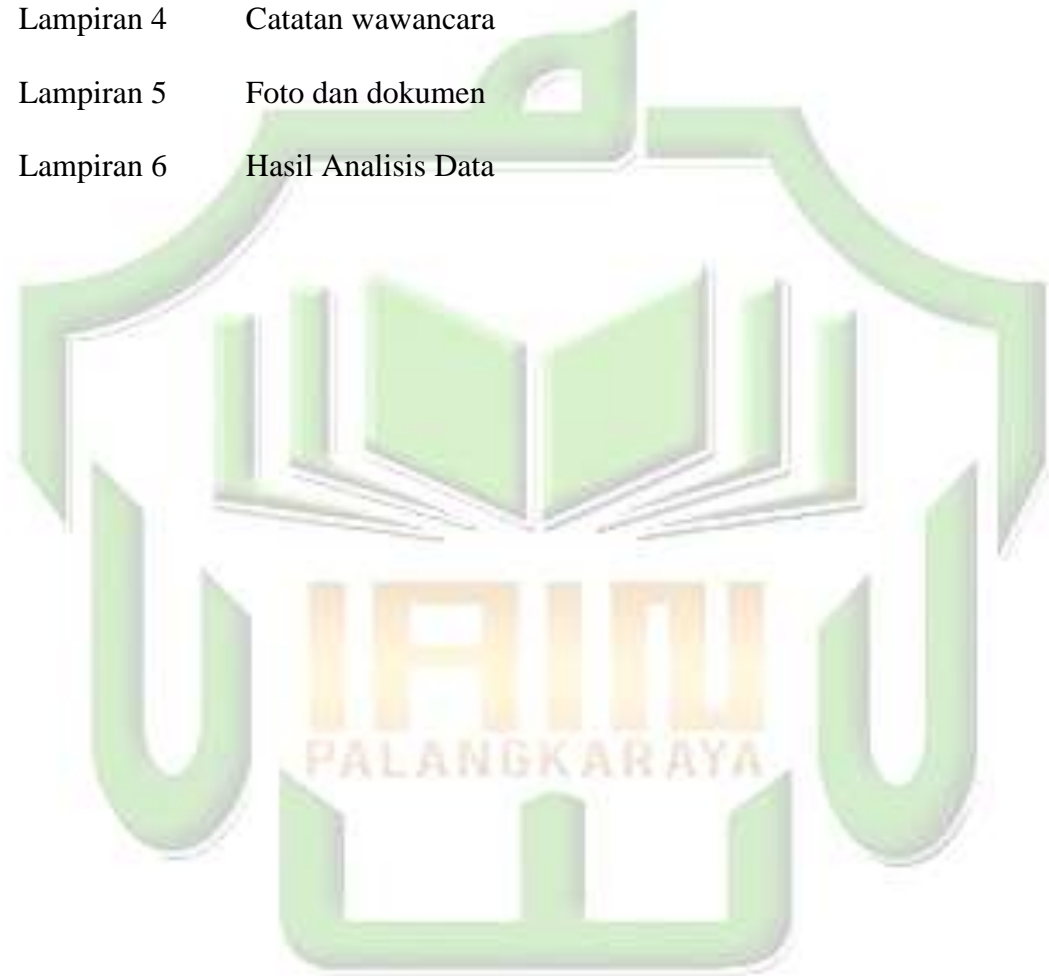 Lampiran 4 Catatan wawancara
Lampiran 5 Foto dan dokumen
Lampiran 6 Hasil Analisis Data
IAIN
PALANGKARAYA